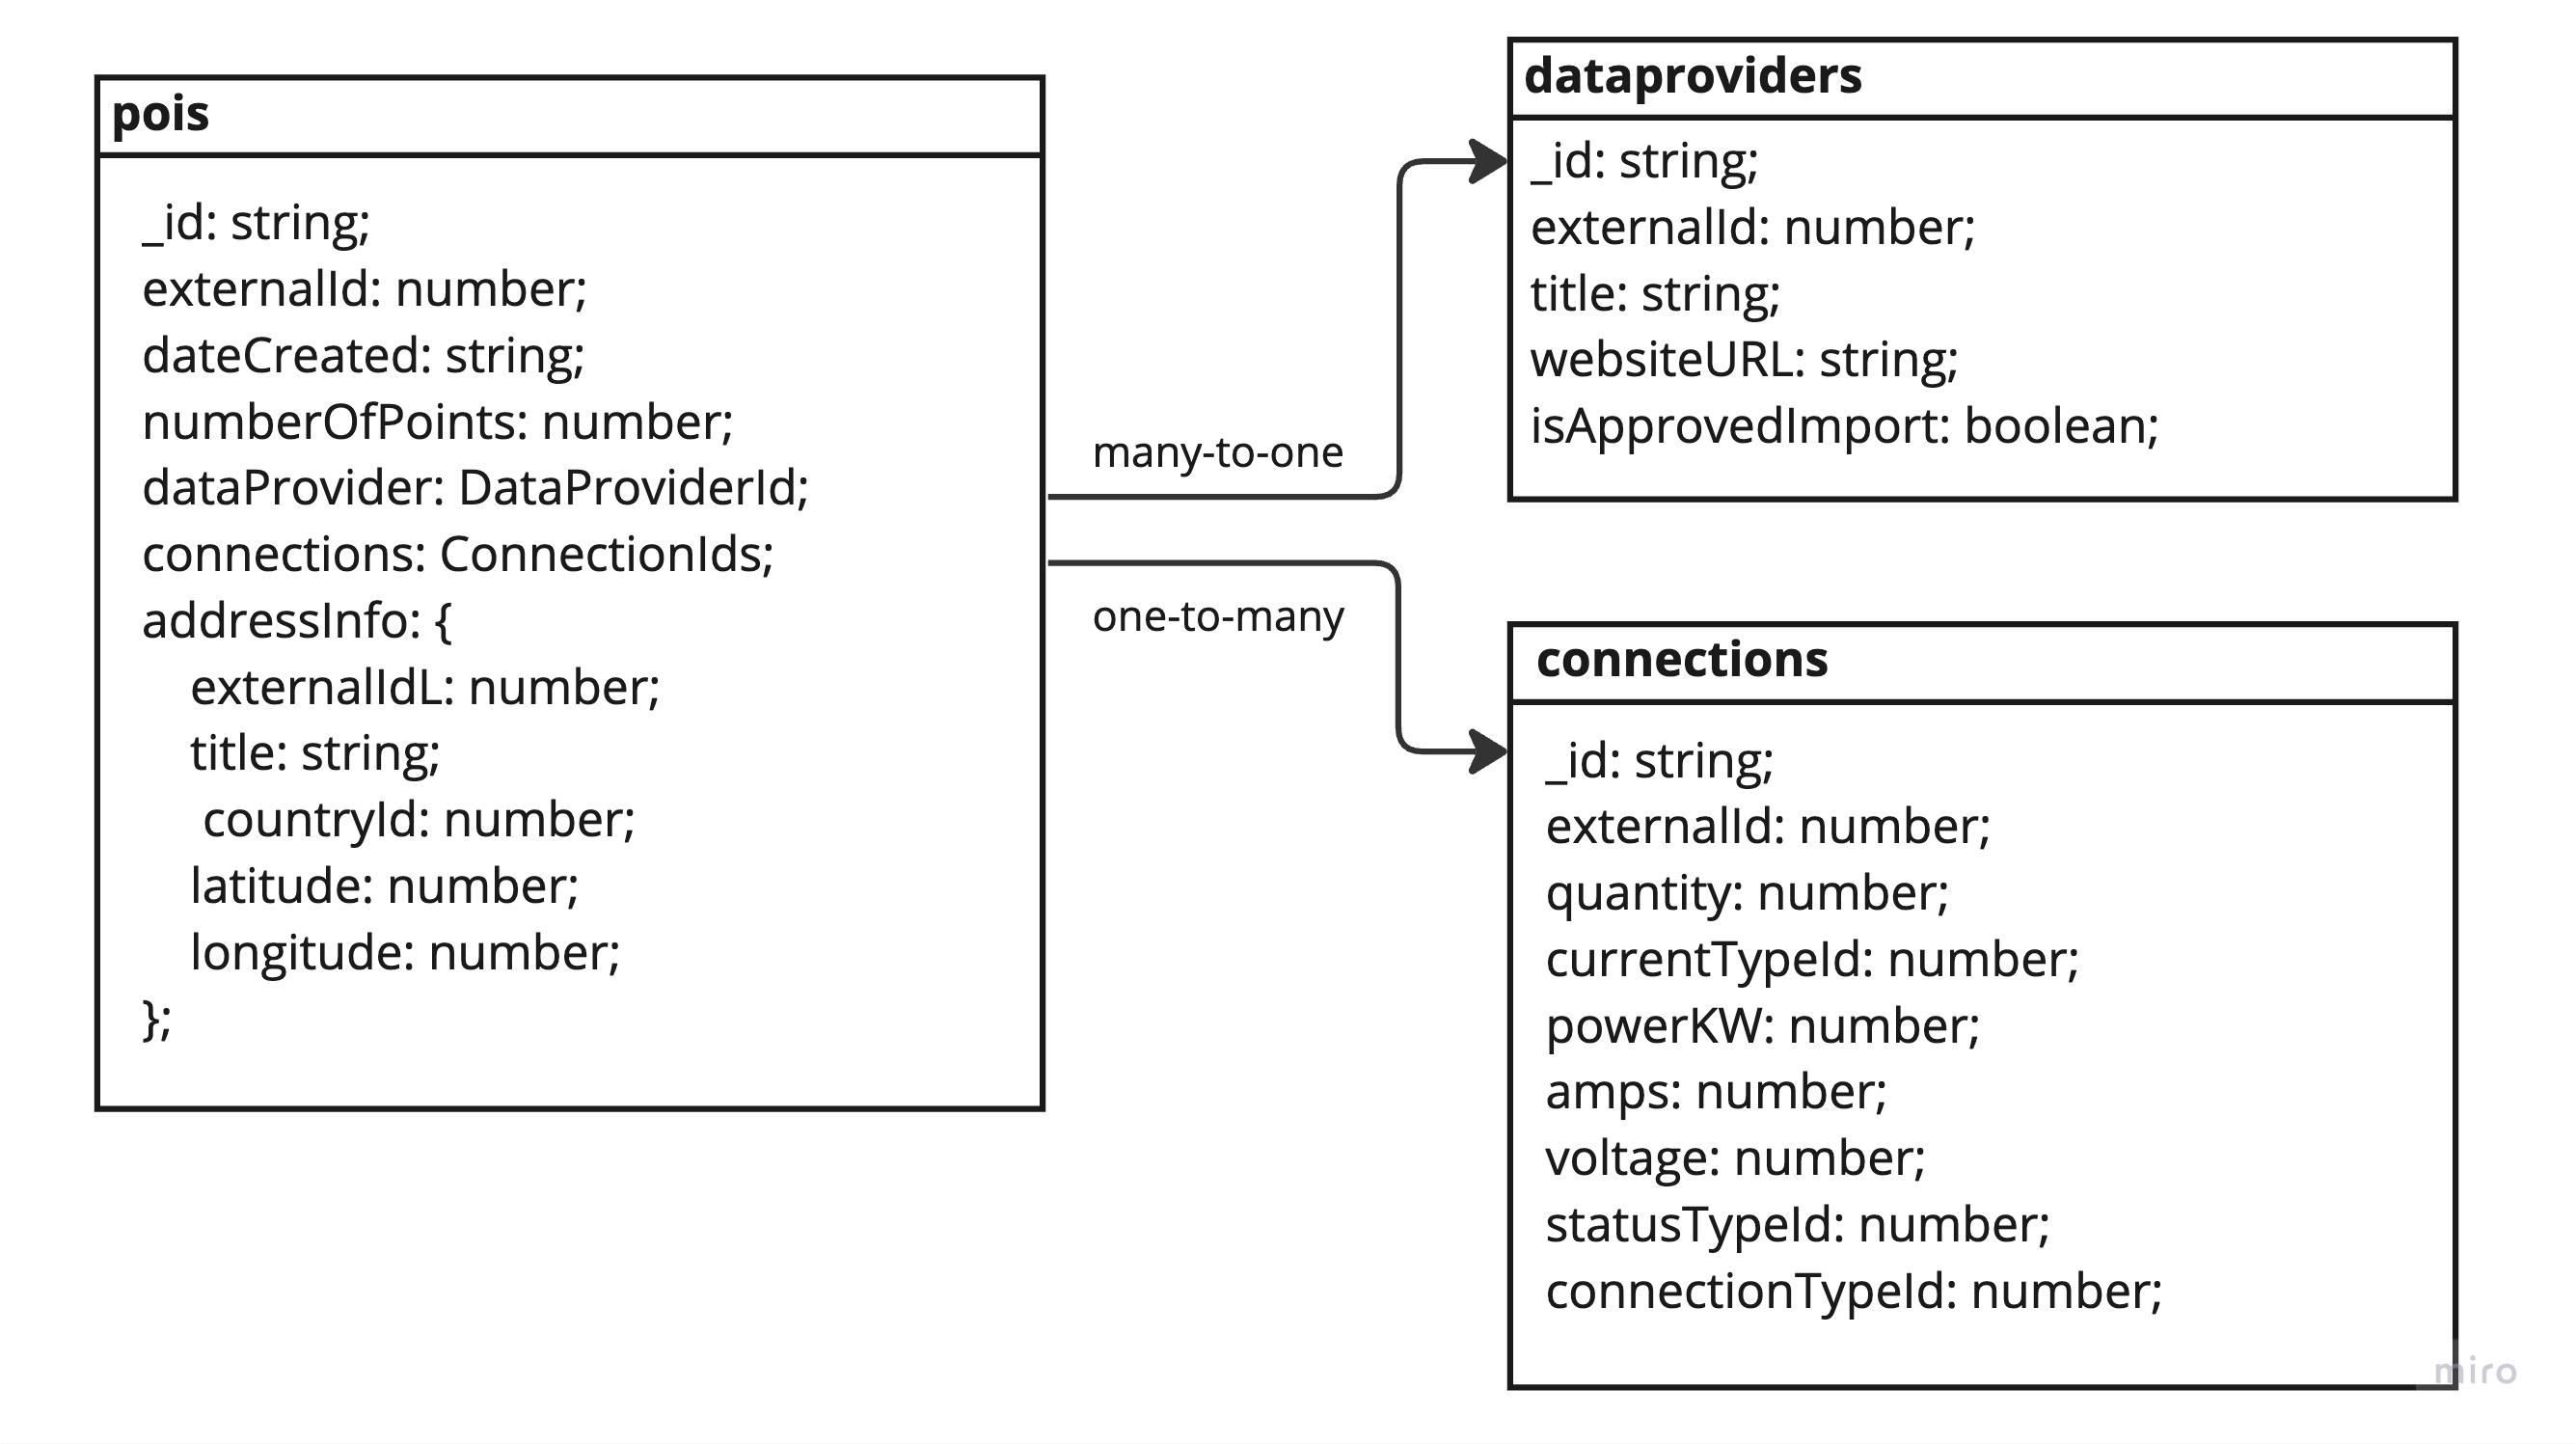 pois
_id: string;
externalId: number;
dateCreated: string;
numberOfPoints: number;
dataProvider: DataProviderId;
connections: ConnectionIds;
addressInfo: {
externalIdL: number;
title: string;
countryId: number;
latitude: number;
longitude: number;
};
many-to-one
one-to-many
dataproviders
_id: string;
externalId: number;
title: string;
websiteURL: string;
isApprovedImport: boolean;
connections
_id: string;
externalId: number;
quantity: number;
currentTypeId: number;
powerKW: number;
amps: number;
voltage: number;
statusTypeId: number;
connectionTypeId: number;
miro